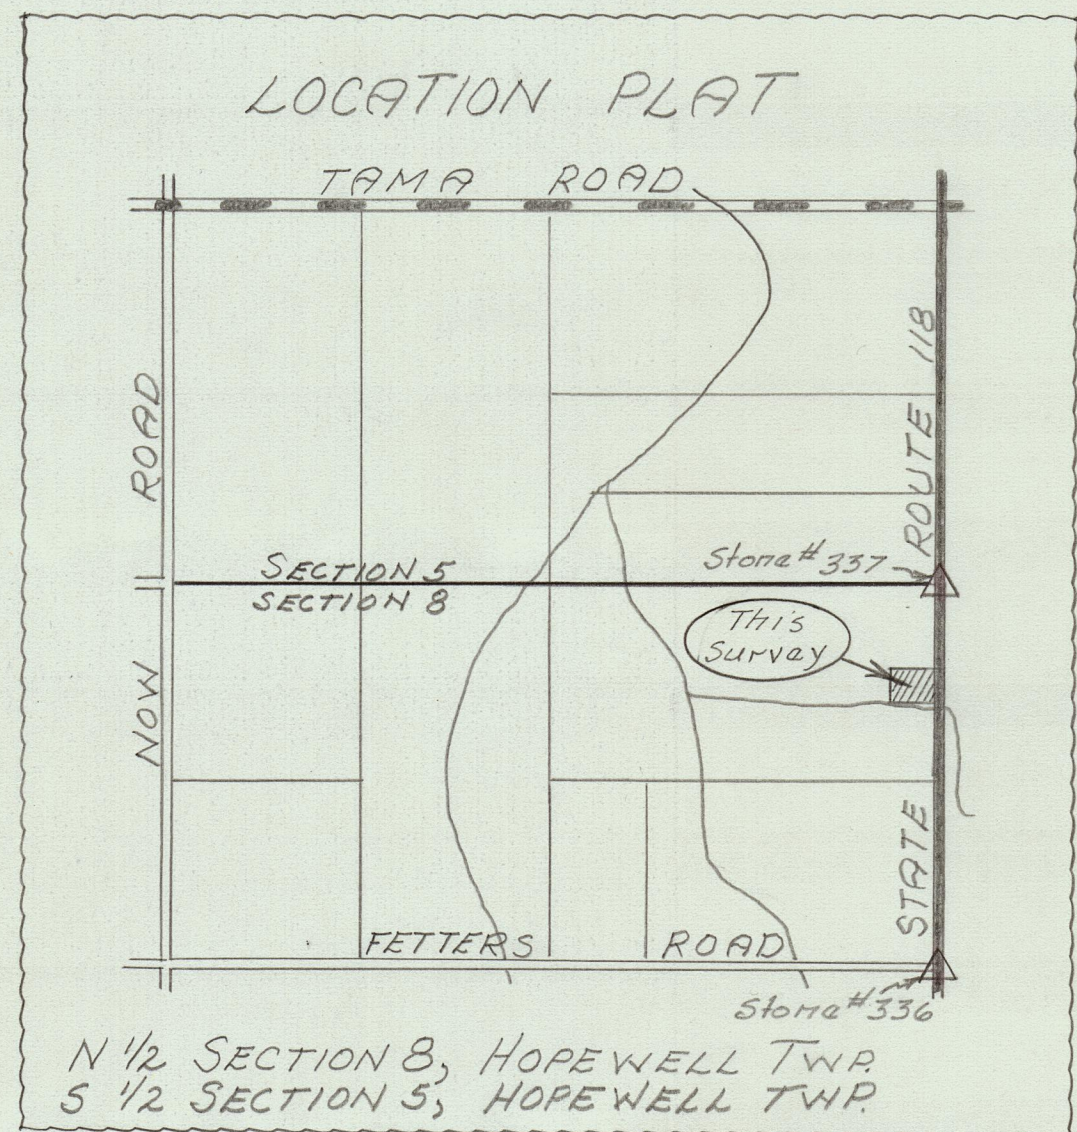 LOCATION PLAT
TAMA ROAD
NOW ROAD
STATE ROUTE 118
SECTION 5
SECTION 8
Stone # 337
This
Survey
FETTERS ROAD
Stone # 336
N 1/2 SECTION 8, HOPEWELL TWP.
S 1/2 SECTION 5, HOPEWELL TWP.